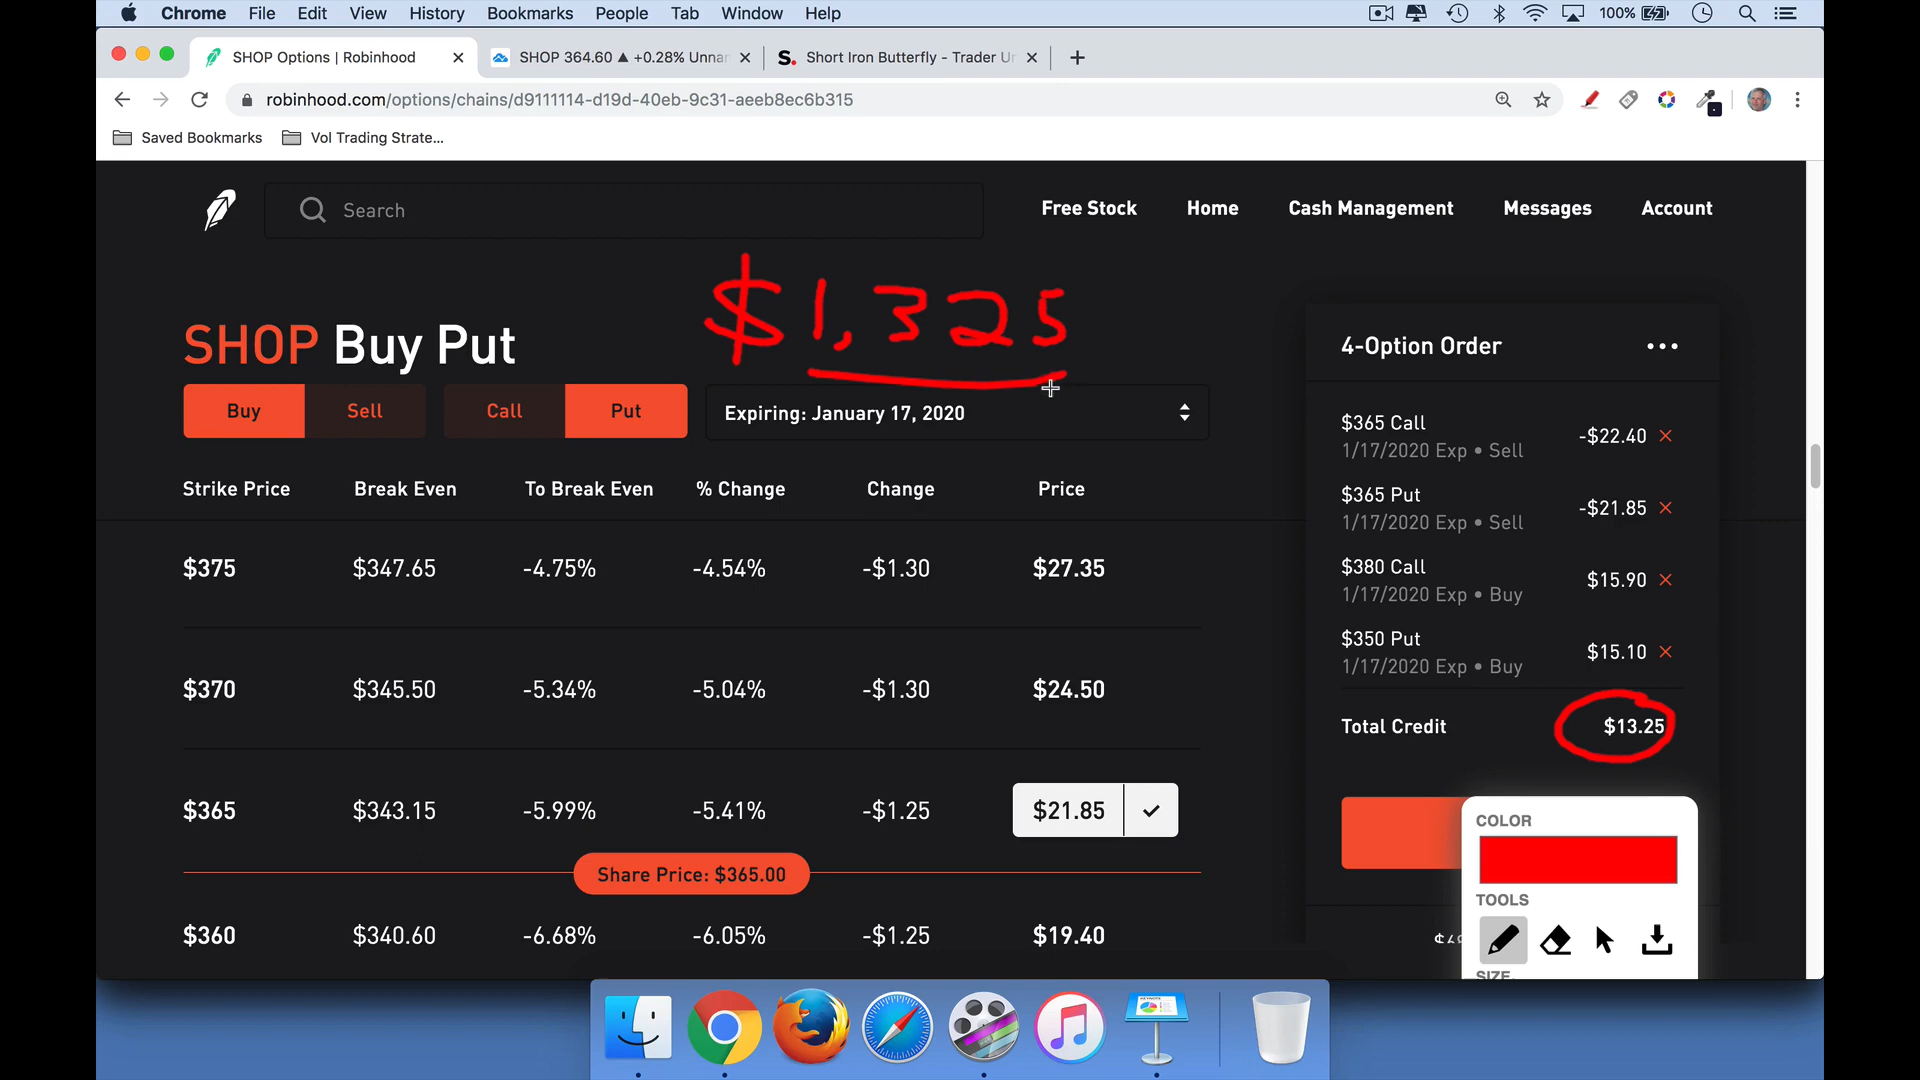 Chrome File Edit View History Bookmarks People Tab Window Help 100%
SHOP Options | Robinhood
SHOP 364.60 ▲ +0.28% Unnar
S. Short Iron Butterfly - Trader Un
robinhood.com/options/chains/d9111114-d19d-40eb-9c31-aeeb8ec6b315
Saved Bookmarks Vol Trading Strate...
Search
Free Stock Home Cash Management Messages Account
$1,325
SHOP Buy Put
Buy Sell Call Put Expiring: January 17, 2020
Strike Price Break Even To Break Even % Change Change Price
$375 $347.65 -4.75% -4.54% -$1.30 $27.35
$370 $345.50 -5.34% -5.04% -$1.30 $24.50
$365 $343.15 -5.99% -5.41% -$1.25 $21.85
Share Price: $365.00
$360 $340.60 -6.68% -6.05% -$1.25 $19.40
4-Option Order
$365 Call -$22.40
1/17/2020 Exp • Sell
$365 Put -$21.85
1/17/2020 Exp • Sell
$380 Call $15.90
1/17/2020 Exp • Buy
$350 Put $15.10
1/17/2020 Exp • Buy
Total Credit $13.25
COLOR
TOOLS
SIZE
KEYNOTE